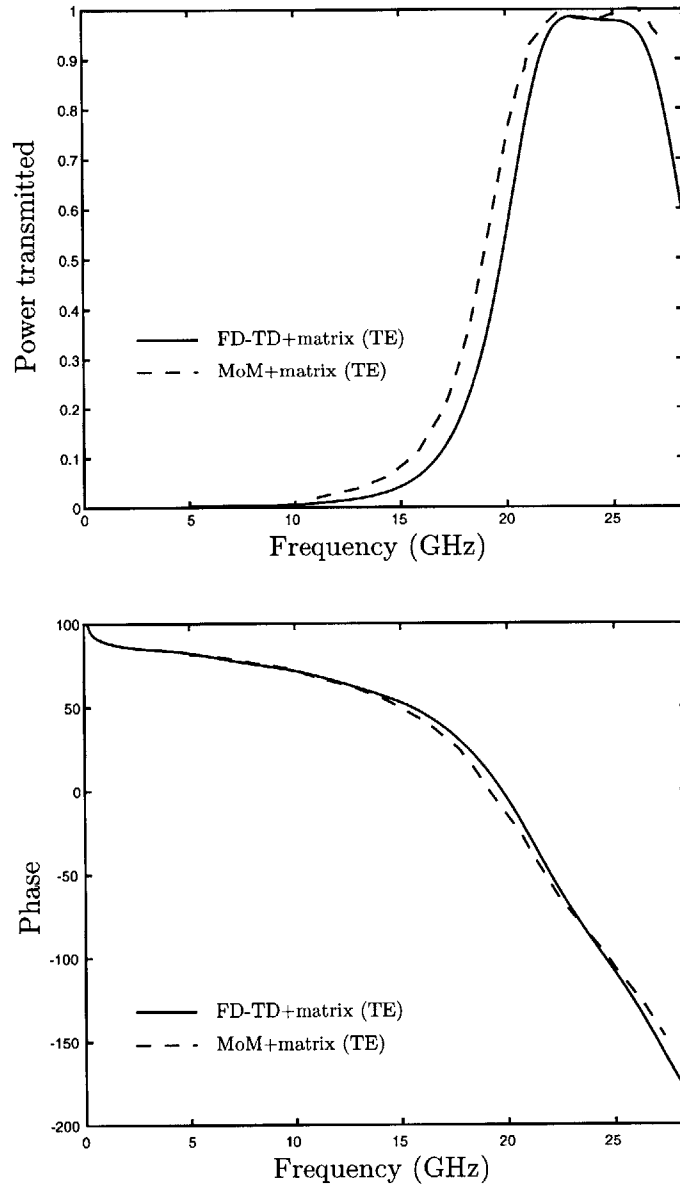 1
0.9
0.8
0.7
0.6
0.5
0.4
0.3
0.2
0.1
0
Power transmitted
FD-TD+matrix (TE)
MoM+matrix (TE)
0 5 10 15 20 25
Frequency (GHz)
100
50
0
-50
-100
-150
-200
Phase
FD-TD+matrix (TE)
MoM+matrix (TE)
0 5 10 15 20 25
Frequency (GHz)